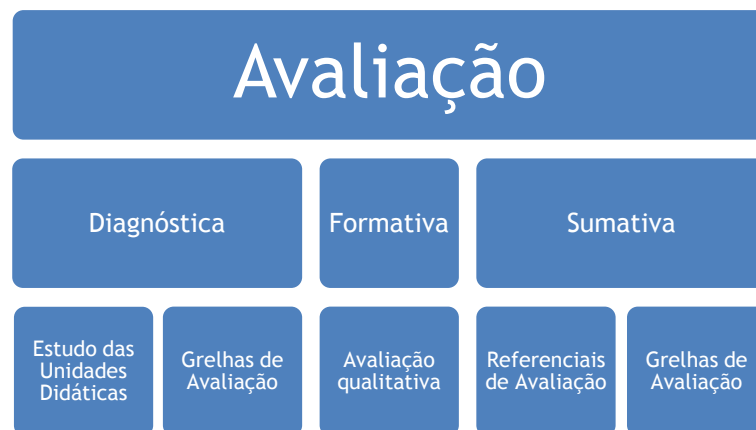 Avaliação
Diagnóstica
Formativa
Sumativa
Estudo das
Unidades
Didáticas
Grelhas de
Avaliação
Avaliação
qualitativa
Referenciais
de Avaliação
Grelhas de
Avaliação